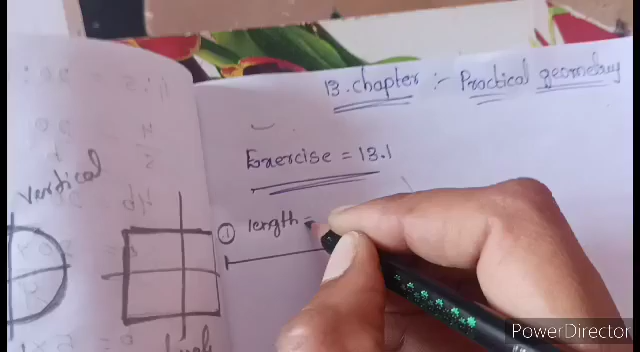 13. chapter :- Practical geometry
Exercise = 13.1
vertical
① length =
PowerDirector